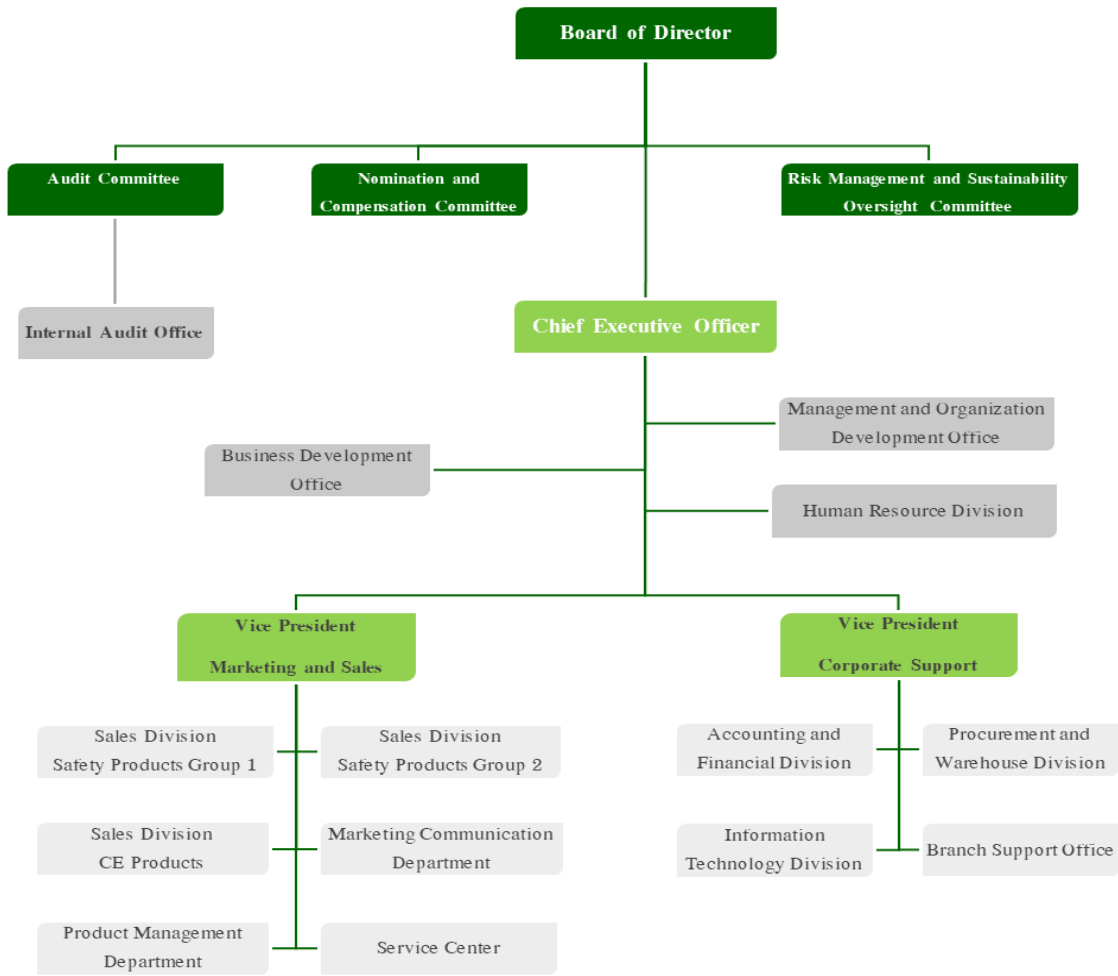 Board of Director
Audit Committee
Nomination and
Compensation Committee
Risk Management and Sustainability
Oversight Committee
Internal Audit Office
Chief Executive Officer
Management and Organization
Development Office
Business Development
Office
Human Resource Division
Vice President
Marketing and Sales
Vice President
Corporate Support
Sales Division
Safety Products Group 1
Sales Division
Safety Products Group 2
Accounting and
Financial Division
Procurement and
Warehouse Division
Sales Division
CE Products
Marketing Communication
Department
Information
Technology Division
Branch Support Office
Product Management
Department
Service Center